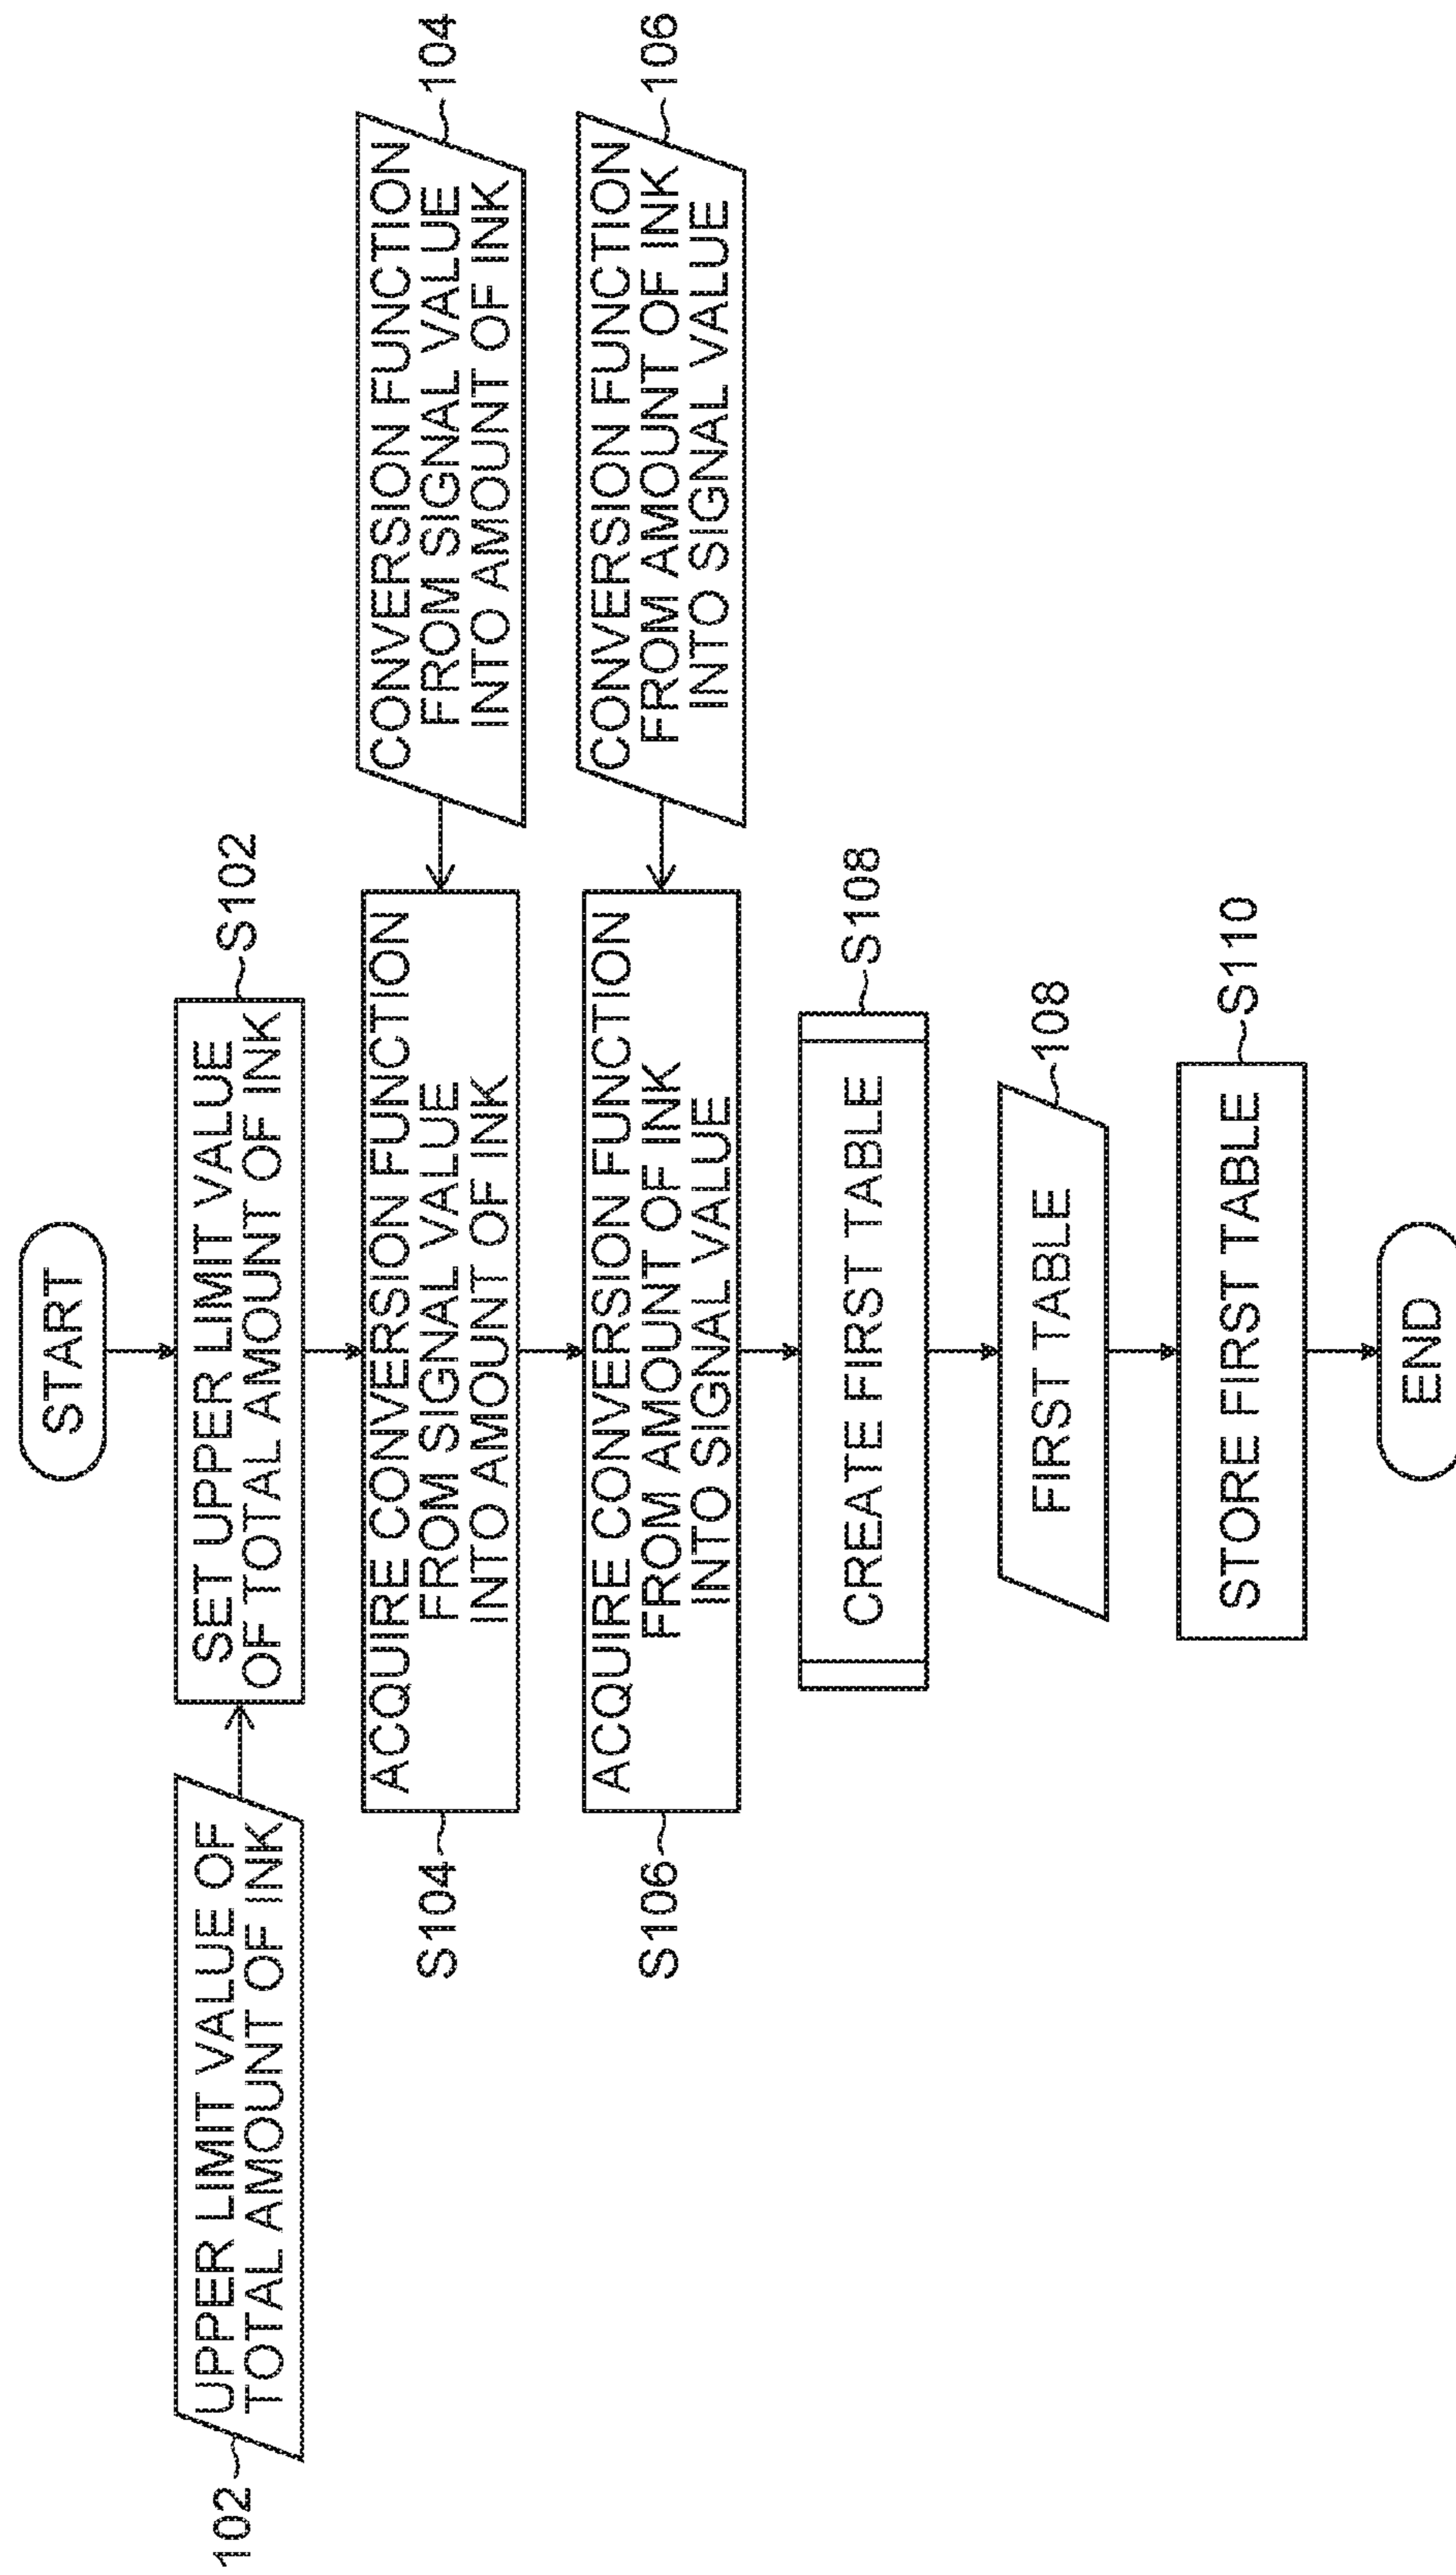 START
102
UPPER LIMIT VALUE OF
TOTAL AMOUNT OF INK
SET UPPER LIMIT VALUE
OF TOTAL AMOUNT OF INK
S102
S104
ACQUIRE CONVERSION FUNCTION
FROM SIGNAL VALUE
INTO AMOUNT OF INK
CONVERSION FUNCTION
FROM SIGNAL VALUE
INTO AMOUNT OF INK
104
S106
ACQUIRE CONVERSION FUNCTION
FROM AMOUNT OF INK
INTO SIGNAL VALUE
CONVERSION FUNCTION
FROM AMOUNT OF INK
INTO SIGNAL VALUE
106
CREATE FIRST TABLE
S108
FIRST TABLE
108
STORE FIRST TABLE
S110
END